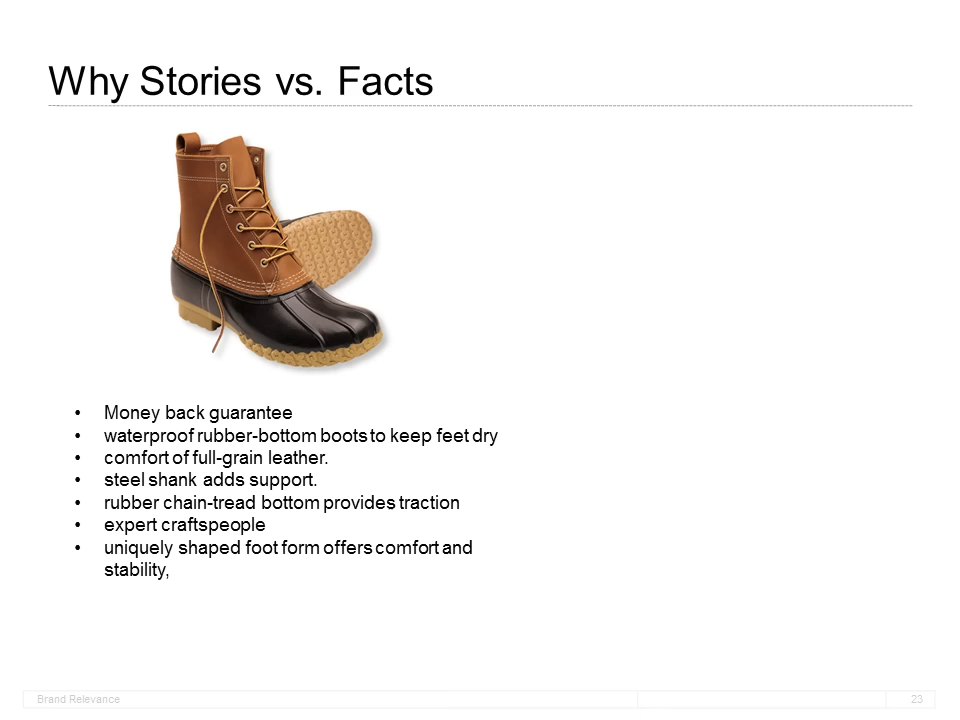 Why Stories vs. Facts
• Money back guarantee
• waterproof rubber-bottom boots to keep feet dry
• comfort of full-grain leather.
• steel shank adds support.
• rubber chain-tread bottom provides traction
• expert craftspeople
• uniquely shaped foot form offers comfort and
stability,
Brand Relevance
23